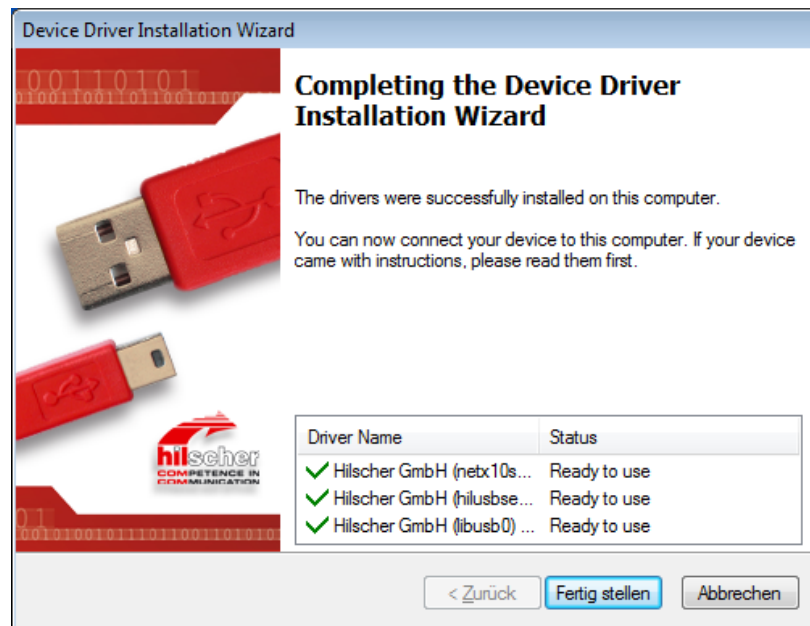 Device Driver Installation Wizard
00110101
Completing the Device Driver
Installation Wizard
The drivers were successfully installed on this computer.
You can now connect your device to this computer. If your device
came with instructions, please read them first.
hilscher
COMPETENCE IN
COMMUNICATION
Driver Name Status
Hilscher GmbH (netx10s... Ready to use
Hilscher GmbH (hilusbse... Ready to use
Hilscher GmbH (libusb0) ... Ready to use
01
< Zurück Fertig stellen Abbrechen